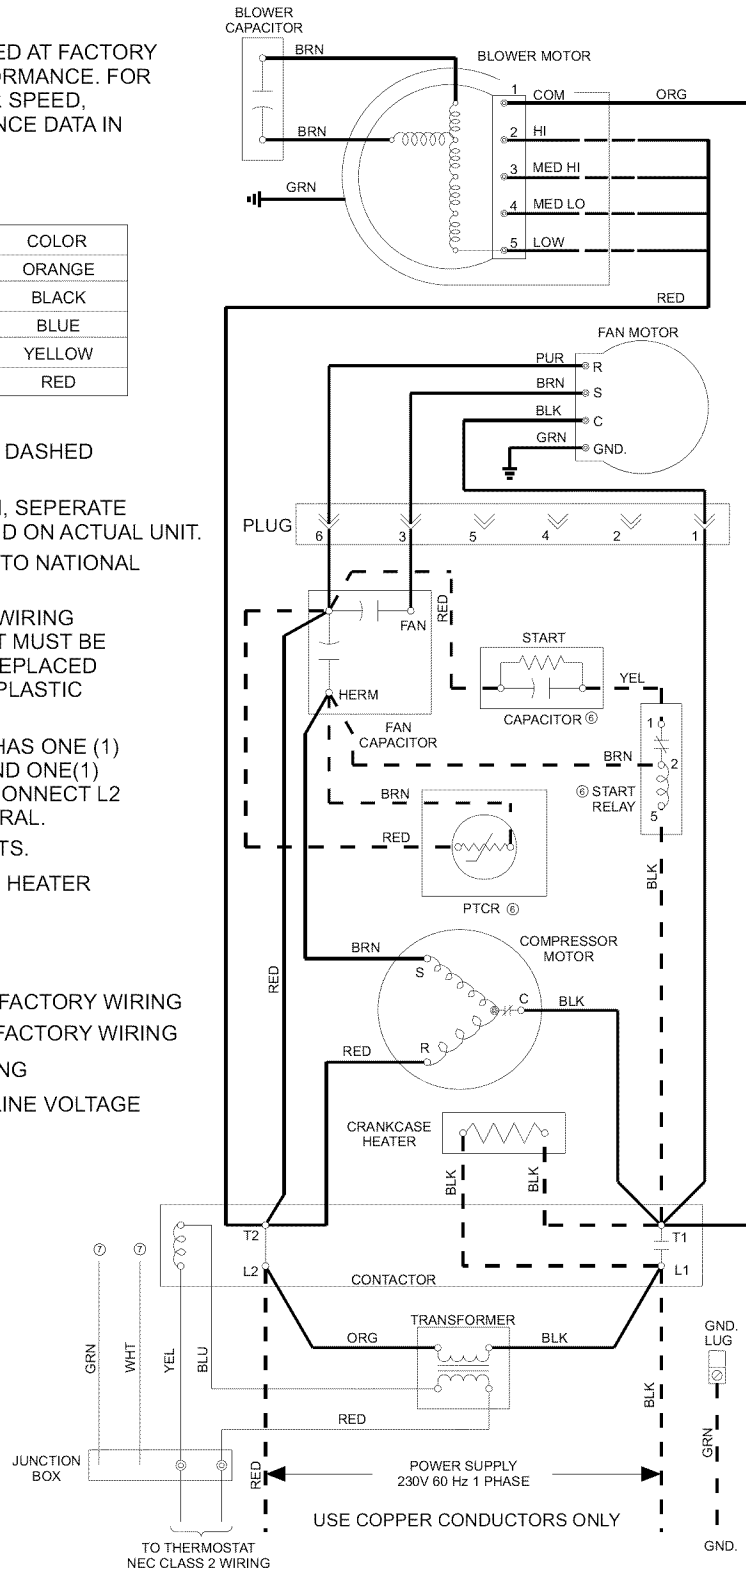 BLOWER
CAPACITOR
ED AT FACTORY
ORMANCE. FOR
SPEED,
NCE DATA IN
BRN
BRN
GRN
BLOWER MOTOR
1
COM
ORG
2
HI
3
MED HI
4
MED LO
5
LOW
RED
COLOR
ORANGE
BLACK
BLUE
YELLOW
RED
FAN MOTOR
PUR
R
BRN
S
BLK
C
GRN
GND.
DASHED
, SEPERATE
D ON ACTUAL UNIT.
TO NATIONAL
WIRING
T MUST BE
EPLACED
PLASTIC
HAS ONE (1)
ND ONE(1)
ONNECT L2
RAL.
TS.
HEATER
PLUG
6
3
5
4
2
1
RED
FAN
HERM
FAN
CAPACITOR
START
CAPACITOR ⑥
YEL
1
2
5
BRN
⑥ START
RELAY
BRN
RED
PTCR ⑥
BLK
COMPRESSOR
MOTOR
BRN
S
C
BLK
R
RED
RED
FACTORY WIRING
FACTORY WIRING
NG
LINE VOLTAGE
CRANKCASE
HEATER
BLK
BLK
T2
T1
L2
L1
CONTACTOR
⑦
⑦
GRN
WHT
YEL
BLU
TRANSFORMER
ORG
BLK
RED
GND.
LUG
BLK
GRN
JUNCTION
BOX
RED
POWER SUPPLY
230V 60 Hz 1 PHASE
USE COPPER CONDUCTORS ONLY
TO THERMOSTAT
NEC CLASS 2 WIRING
GND.